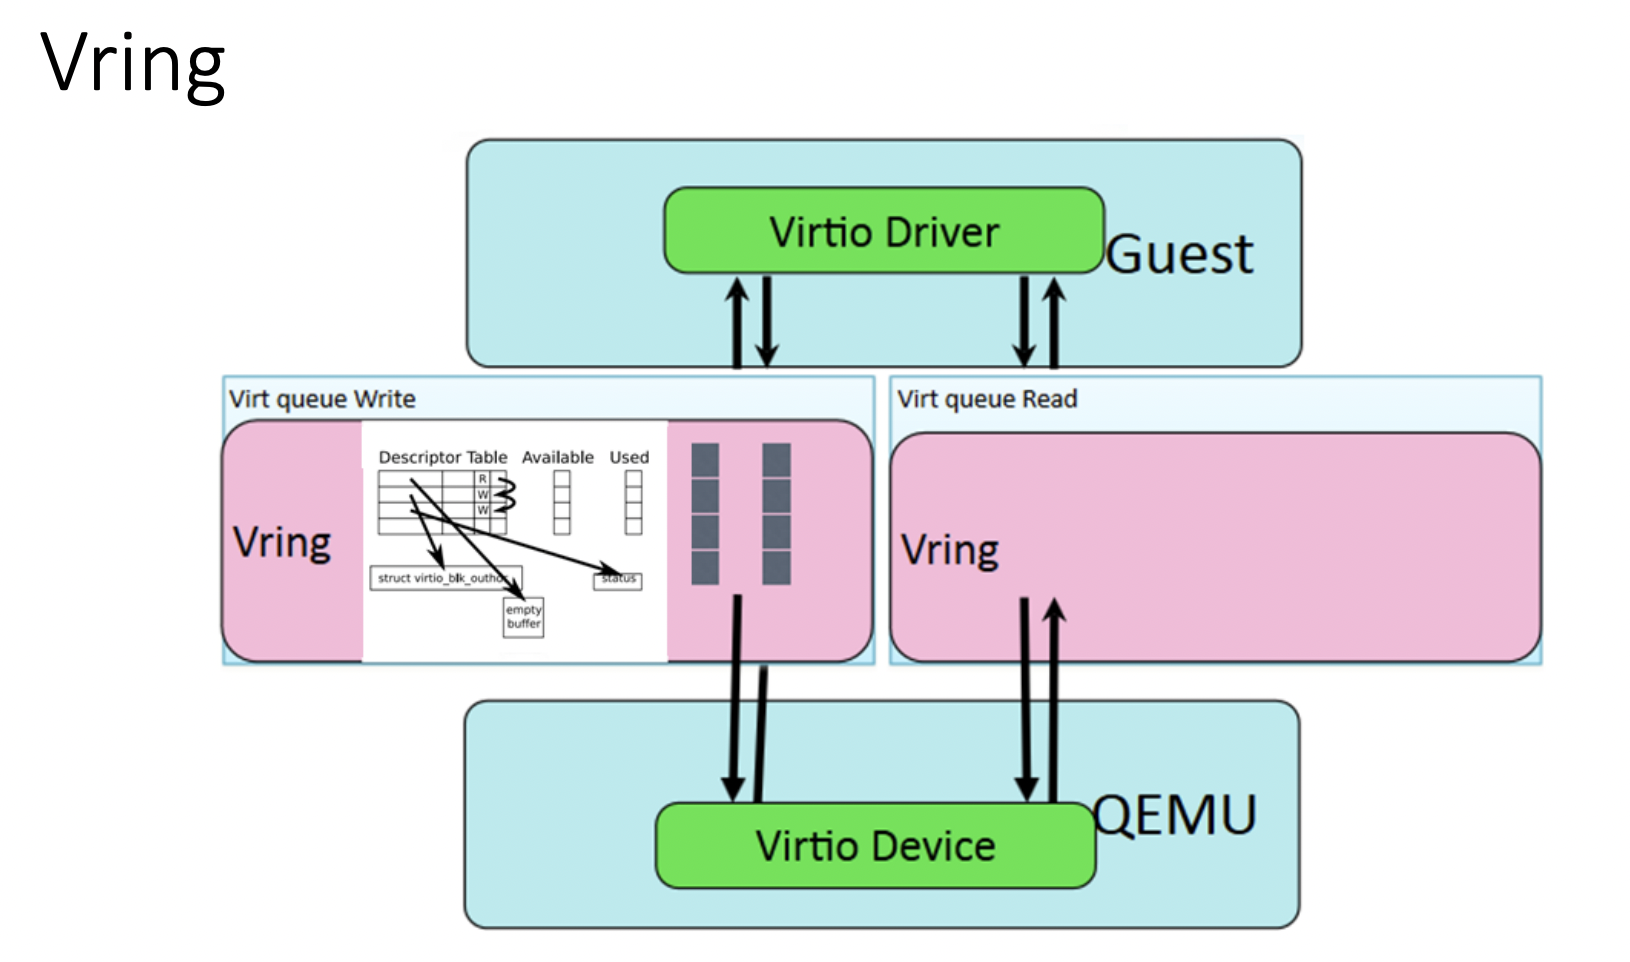 Vring
Virtio Driver
Guest
Virt queue Write
Virt queue Read
Descriptor Table Available Used
R
W
W
Vring
Vring
struct virtio_blk_outhdr
status
empty
buffer
QEMU
Virtio Device